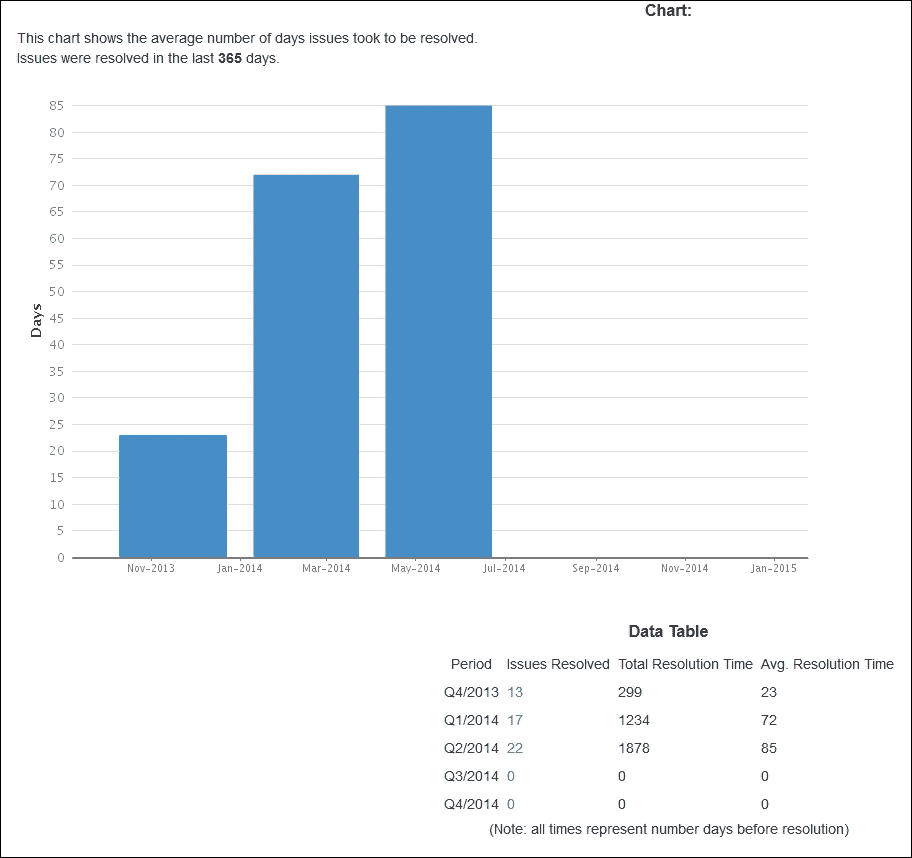 Chart:
This chart shows the average number of days issues took to be resolved.
Issues were resolved in the last 365 days.
85
80
75
70
65
60
55
50
45
40
35
30
25
20
15
10
5
0
Days
Nov-2013 Jan-2014 Mar-2014 May-2014 Jul-2014 Sep-2014 Nov-2014 Jan-2015
Data Table
Period Issues Resolved Total Resolution Time Avg. Resolution Time
Q4/2013 13 299 23
Q1/2014 17 1234 72
Q2/2014 22 1878 85
Q3/2014 0 0 0
Q4/2014 0 0 0
(Note: all times represent number days before resolution)